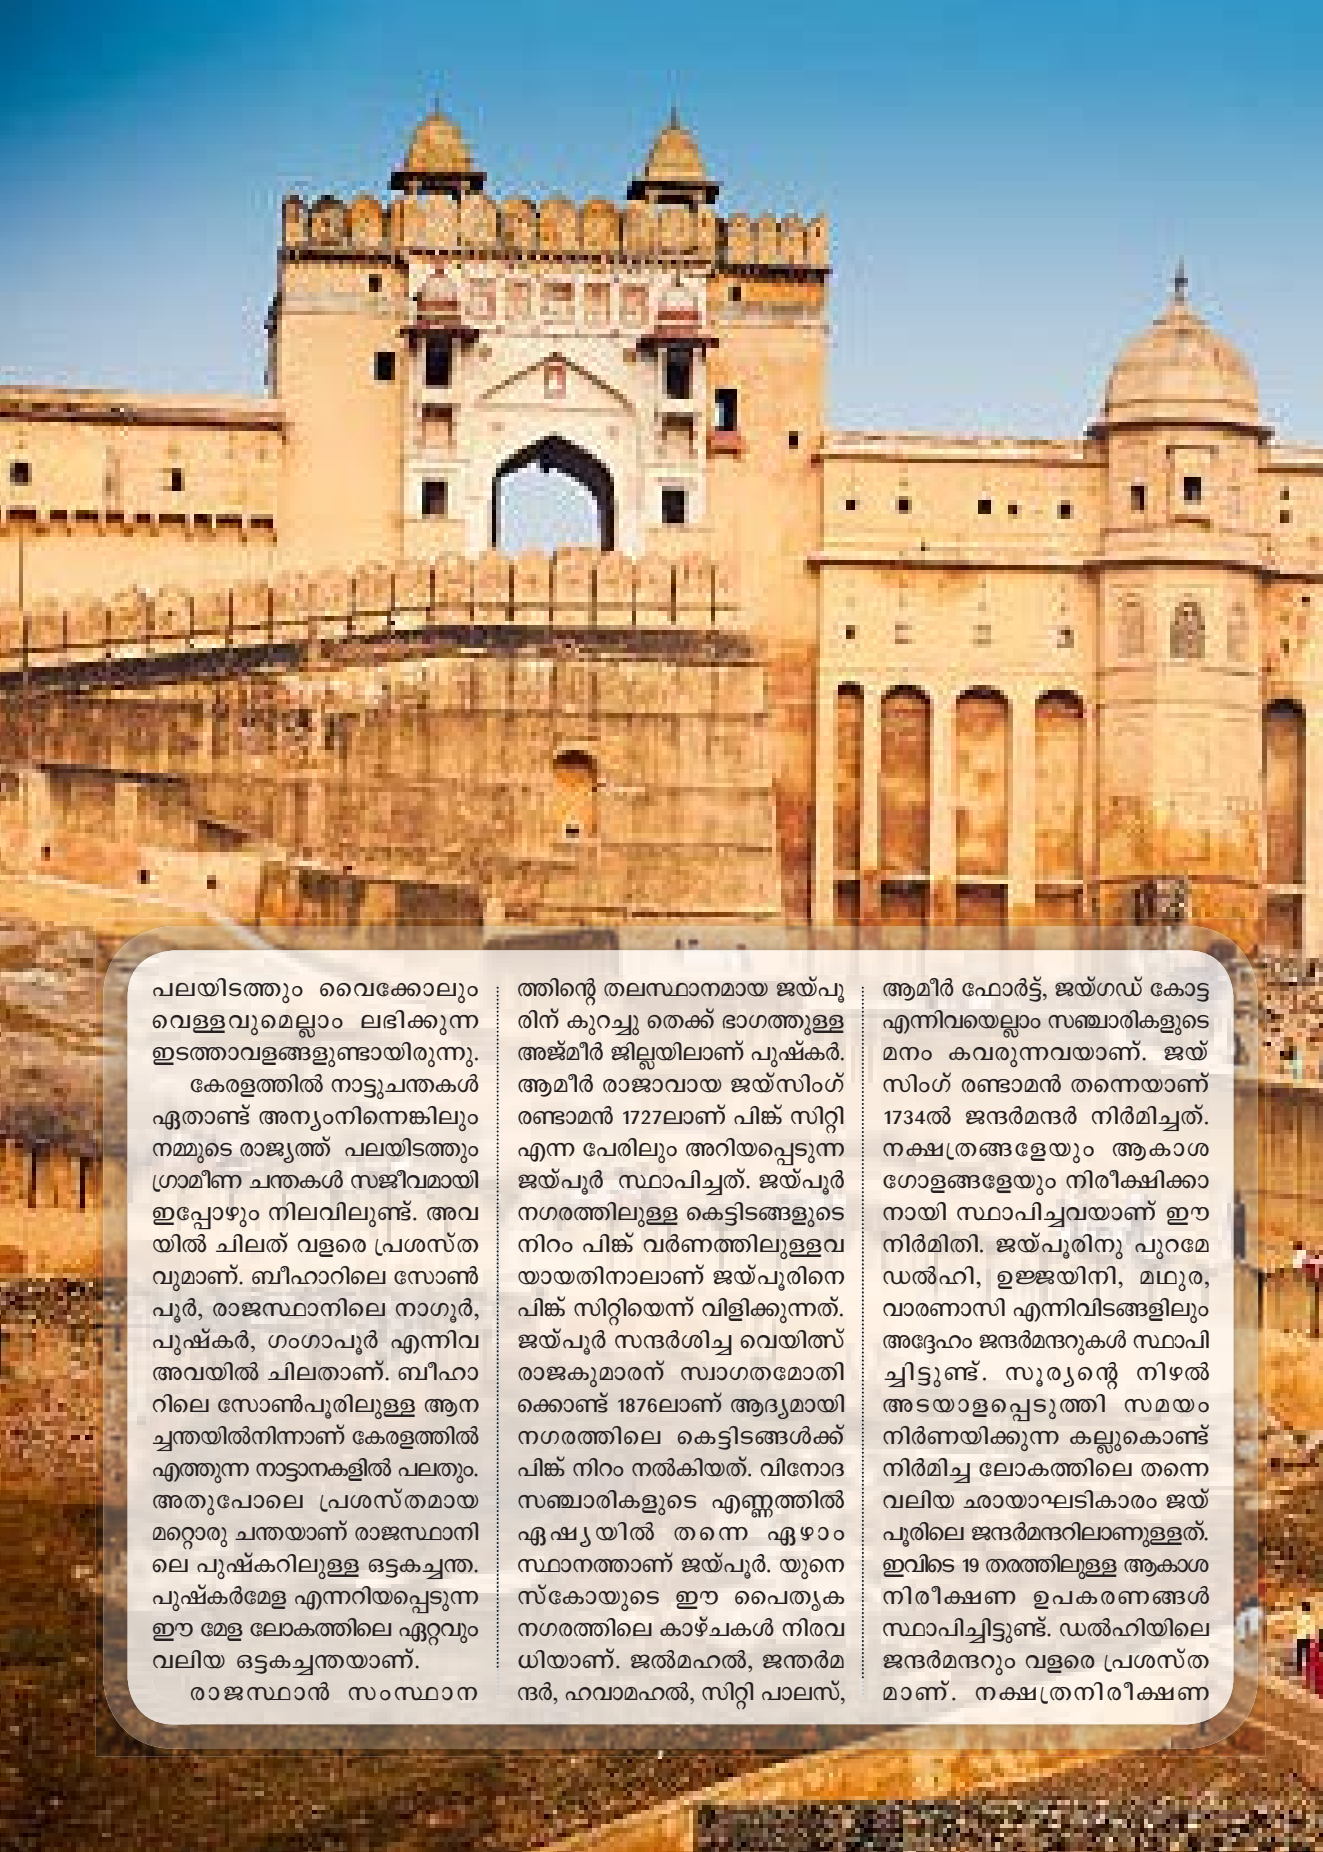 പലയിടത്തും വൈക്കോലും
വെള്ളവുമെല്ലാം ലഭിക്കുന്ന
ഇടത്താവളങ്ങളുണ്ടായിരുന്നു.
കേരളത്തിൽ നാട്ടുചന്തകൾ
ഏതാണ്ട് അന്യംനിന്നെങ്കിലും
നമ്മുടെ രാജ്യത്ത് പലയിടത്തും
ഗ്രാമീണ ചന്തകൾ സജീവമായി
ഇപ്പോഴും നിലവിലുണ്ട്. അവ
യിൽ ചിലത് വളരെ പ്രശസ്ത
വുമാണ്. ബീഹാറിലെ സോൺ
പൂർ, രാജസ്ഥാനിലെ നാഗൂർ,
പുഷ്കർ, ഗംഗാപൂർ എന്നിവ
അവയിൽ ചിലതാണ്. ബീഹാ
റിലെ സോൺപൂരിലുള്ള ആന
ച്ചന്തയിൽനിന്നാണ് കേരളത്തിൽ
എത്തുന്ന നാട്ടാനകളിൽ പലതും.
അതുപോലെ പ്രശസ്തമായ
മറ്റൊരു ചന്തയാണ് രാജസ്ഥാനി
ലെ പുഷ്കറിലുള്ള ഒട്ടകച്ചന്ത.
പുഷ്കർമേള എന്നറിയപ്പെടുന്ന
ഈ മേള ലോകത്തിലെ ഏറ്റവും
വലിയ ഒട്ടകച്ചന്തയാണ്.
രാജസ്ഥാൻ സംസ്ഥാന
ത്തിന്റെ തലസ്ഥാനമായ ജയ്പൂ
രിന് കുറച്ചു തെക്ക് ഭാഗത്തുള്ള
അജ്മീർ ജില്ലയിലാണ് പുഷ്കർ.
ആമീർ രാജാവായ ജയ്സിംഗ്
രണ്ടാമൻ 1727ലാണ് പിങ്ക് സിറ്റി
എന്ന പേരിലും അറിയപ്പെടുന്ന
ജയ്പൂർ സ്ഥാപിച്ചത്. ജയ്പൂർ
നഗരത്തിലുള്ള കെട്ടിടങ്ങളുടെ
നിറം പിങ്ക് വർണത്തിലുള്ളവ
യായതിനാലാണ് ജയ്പൂരിനെ
പിങ്ക് സിറ്റിയെന്ന് വിളിക്കുന്നത്.
ജയ്പൂർ സന്ദർശിച്ച വെയിത്സ്
രാജകുമാരന് സ്വാഗതമോതി
ക്കൊണ്ട് 1876ലാണ് ആദ്യമായി
നഗരത്തിലെ കെട്ടിടങ്ങൾക്ക്
പിങ്ക് നിറം നൽകിയത്. വിനോദ
സഞ്ചാരികളുടെ എണ്ണത്തിൽ
ഏഷ്യയിൽ തന്നെ ഏഴാം
സ്ഥാനത്താണ് ജയ്പൂർ. യുനെ
സ്കോയുടെ ഈ പൈതൃക
നഗരത്തിലെ കാഴ്ചകൾ നിരവ
ധിയാണ്. ജൽമഹൽ, ജന്തർമ
ന്ദർ, ഹവാമഹൽ, സിറ്റി പാലസ്,
ആമീർ ഫോർട്ട്, ജയ്ഗഡ് കോട്ട
എന്നിവയെല്ലാം സഞ്ചാരികളുടെ
മനം കവരുന്നവയാണ്. ജയ്
സിംഗ് രണ്ടാമൻ തന്നെയാണ്
1734ൽ ജന്ദർമന്ദർ നിർമിച്ചത്.
നക്ഷത്രങ്ങളേയും ആകാശ
ഗോളങ്ങളേയും നിരീക്ഷിക്കാ
നായി സ്ഥാപിച്ചവയാണ് ഈ
നിർമിതി. ജയ്പൂരിനു പുറമേ
ഡൽഹി, ഉജ്ജയിനി, മഥുര,
വാരണാസി എന്നിവിടങ്ങളിലും
അദ്ദേഹം ജന്ദർമന്ദറുകൾ സ്ഥാപി
ച്ചിട്ടുണ്ട്. സൂര്യന്റെ നിഴൽ
അടയാളപ്പെടുത്തി സമയം
നിർണയിക്കുന്ന കല്ലുകൊണ്ട്
നിർമിച്ച ലോകത്തിലെ തന്നെ
വലിയ ഛായാഘടികാരം ജയ്
പൂരിലെ ജന്ദർമന്ദറിലാണുള്ളത്.
ഇവിടെ 19 തരത്തിലുള്ള ആകാശ
നിരീക്ഷണ ഉപകരണങ്ങൾ
സ്ഥാപിച്ചിട്ടുണ്ട്. ഡൽഹിയിലെ
ജന്ദർമന്ദറും വളരെ പ്രശസ്ത
മാണ്. നക്ഷത്രനിരീക്ഷണ